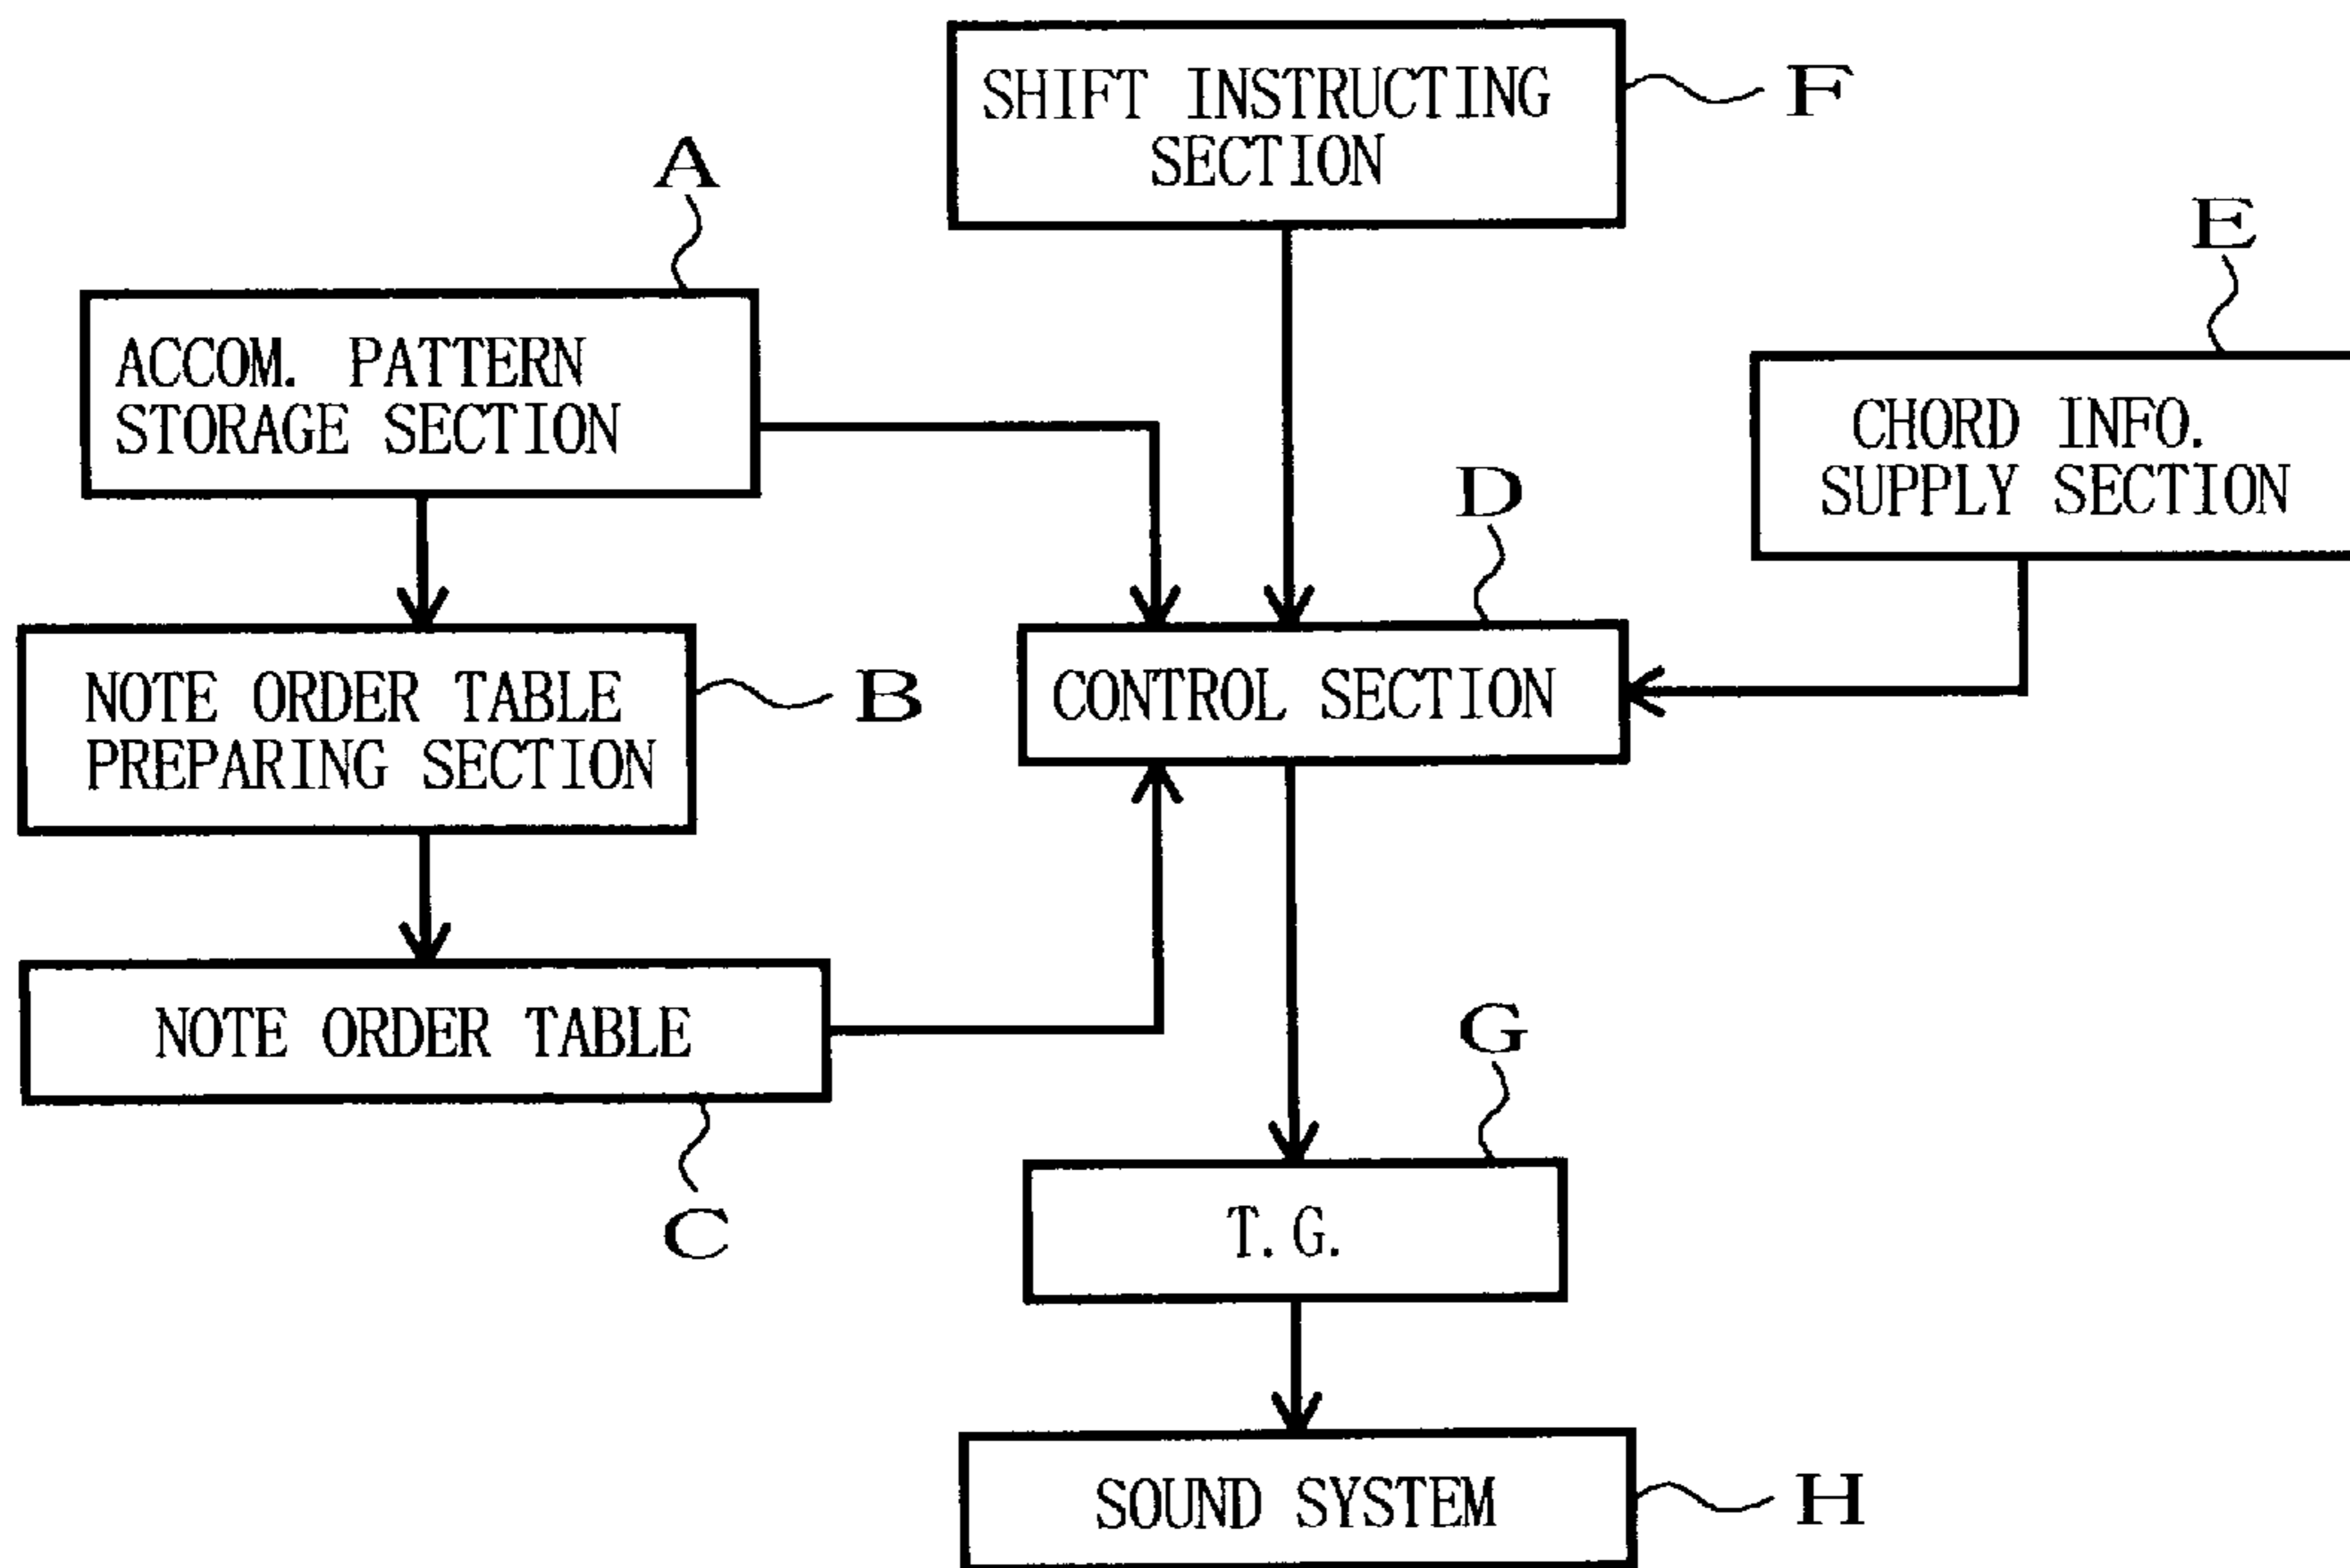 SHIFT INSTRUCTING
SECTION
F
A
E
ACCOM. PATTERN
STORAGE SECTION
CHORD INFO.
SUPPLY SECTION
D
NOTE ORDER TABLE
PREPARING SECTION
B
CONTROL SECTION
NOTE ORDER TABLE
C
G
T.G.
SOUND SYSTEM
H